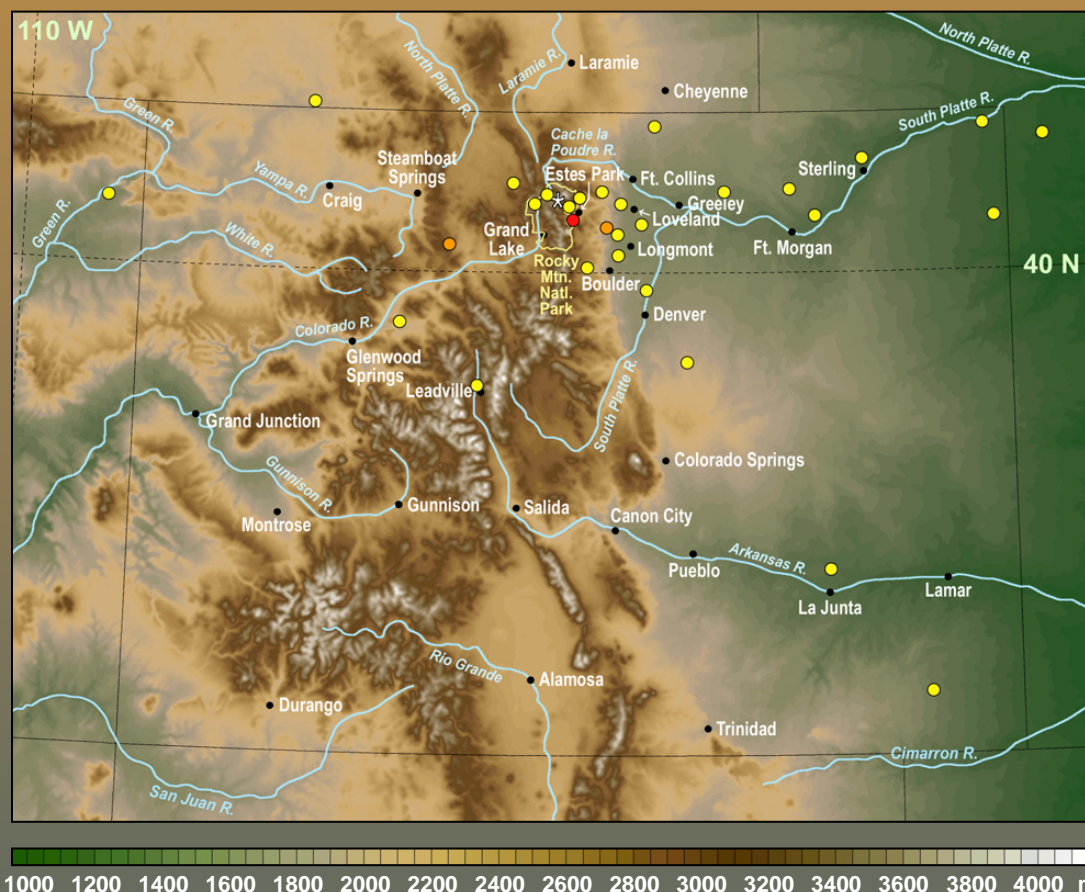 110 W
North Platte R.
Laramie R.
Laramie
North Platte R.
Cheyenne
Green R.
South Platte R.
Cache la
Poudre R.
Steamboat
Springs
Yampa R.
Craig
Estes Park
Ft. Collins
Sterling
Greeley
Loveland
Green R.
White R.
Grand
Lake
Longmont
Ft. Morgan
Rocky
Mtn.
Natl.
Park
40 N
Boulder
Denver
Colorado R.
Glenwood
Springs
Leadville
South Platte R.
Grand Junction
Colorado Springs
Gunnison R.
Gunnison
Salida
Montrose
Canon City
Pueblo
Arkansas R.
La Junta
Lamar
Rio Grande
Alamosa
Durango
Trinidad
Cimarron R.
San Juan R.
1000 1200 1400 1600 1800 2000 2200 2400 2600 2800 3000 3200 3400 3600 3800 4000